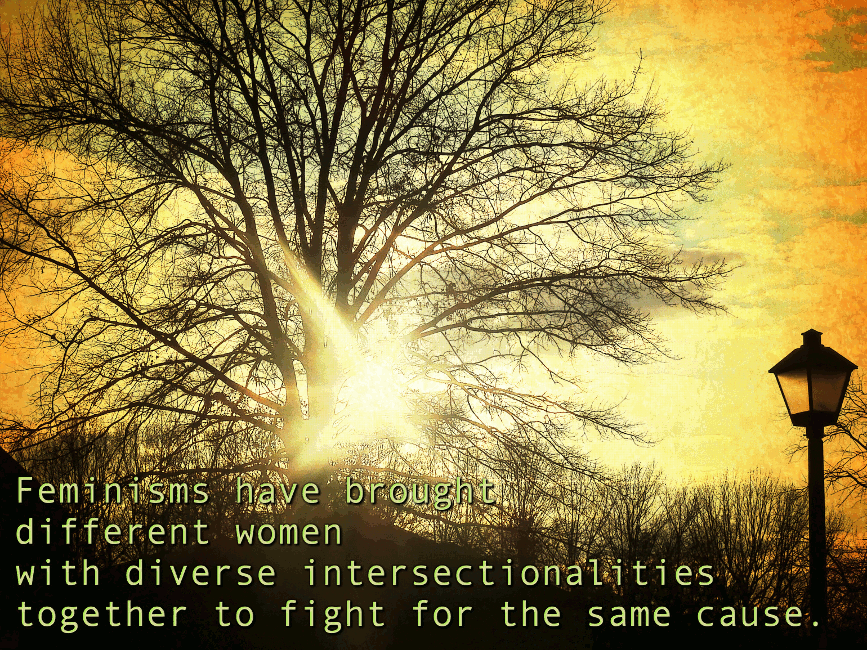 Feminisms have brought
different women
with diverse intersectionalities
together to fight for the same cause.